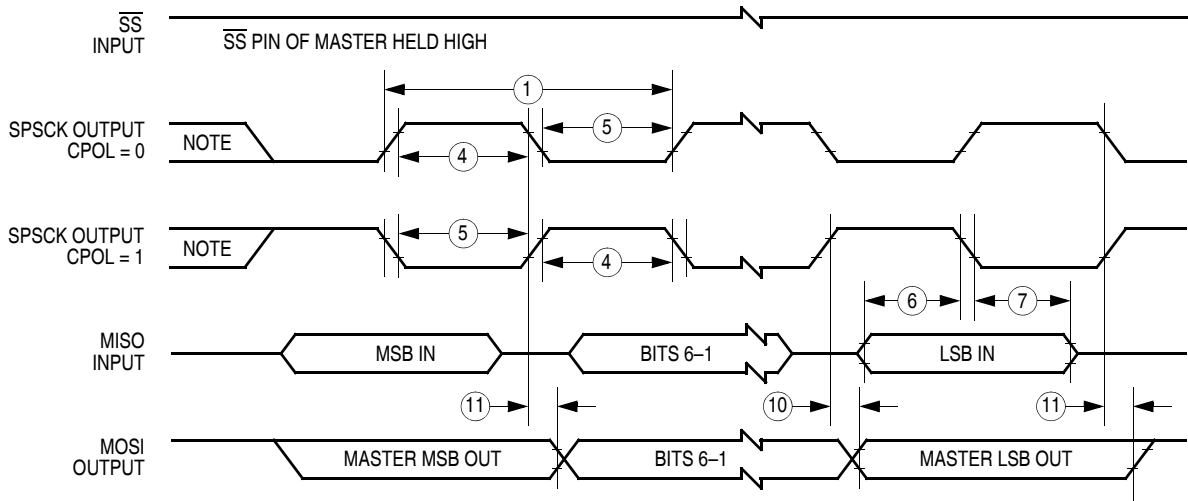 SS
INPUT
SS PIN OF MASTER HELD HIGH
1
SPSCK OUTPUT
CPOL = 0
NOTE
5
4
SPSCK OUTPUT
CPOL = 1
NOTE
5
4
6
7
MISO
INPUT
MSB IN
BITS 6–1
LSB IN
11
10
11
MOSI
OUTPUT
MASTER MSB OUT
BITS 6–1
MASTER LSB OUT